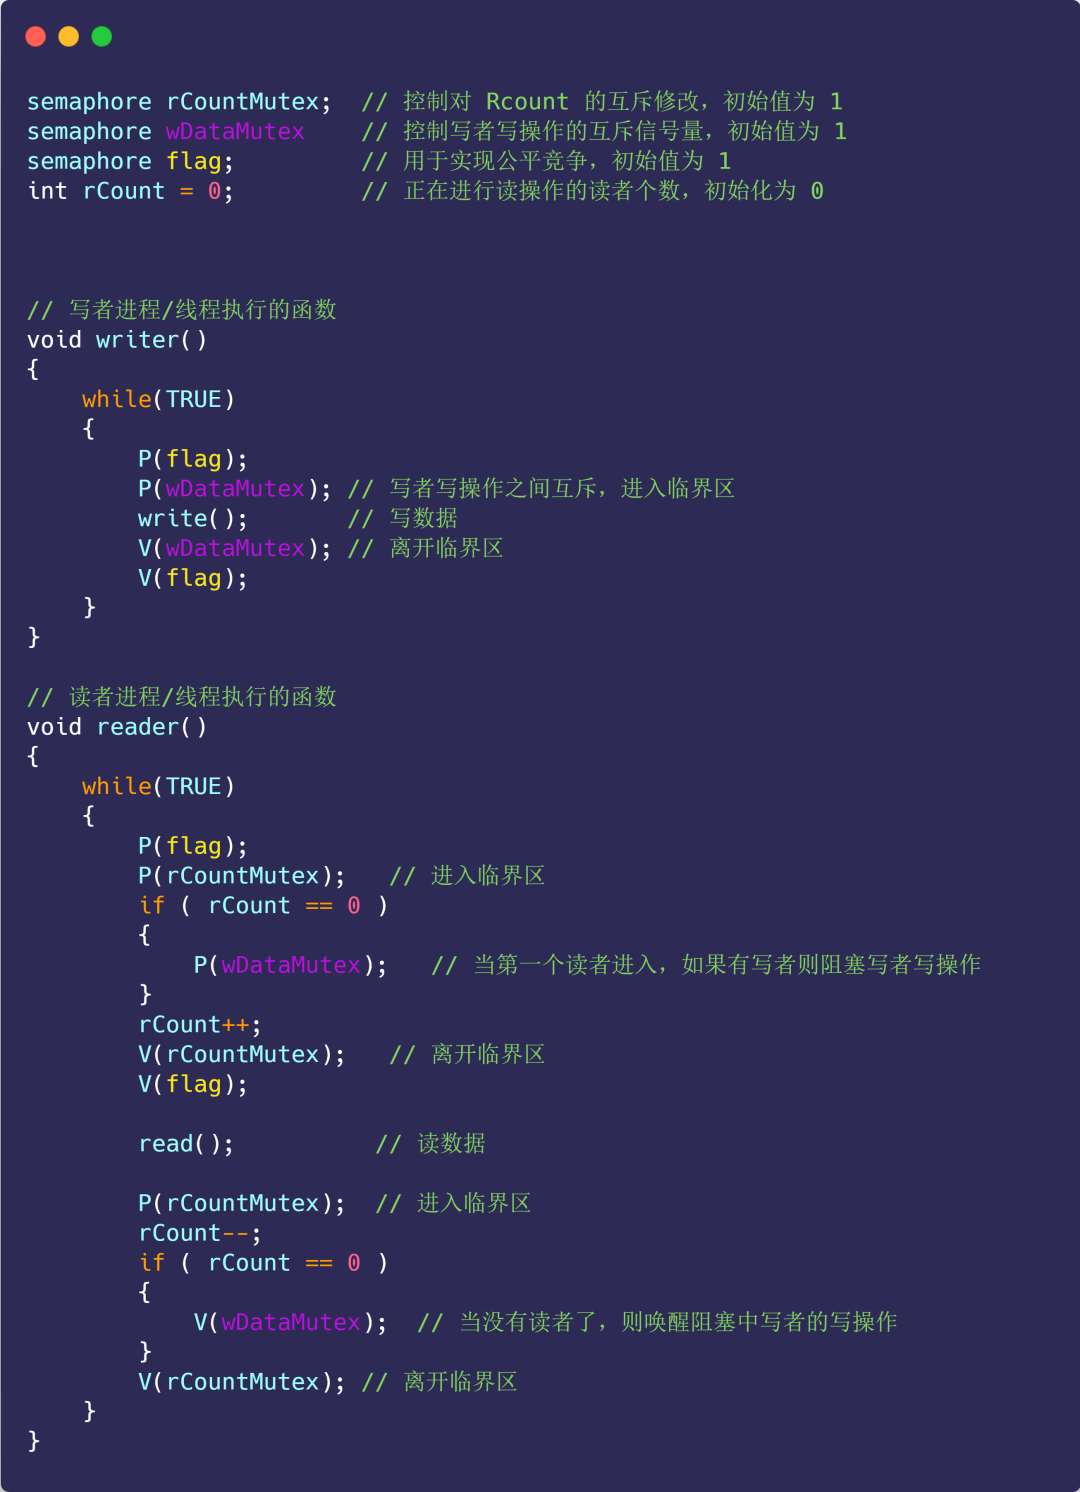 semaphore rCountMutex;  // 控制对 Rcount 的互斥修改，初始值为 1
semaphore wDataMutex    // 控制写者写操作的互斥信号量，初始值为 1
semaphore flag;         // 用于实现公平竞争，初始值为 1
int rCount = 0;         // 正在进行读操作的读者个数，初始化为 0

// 写者进程/线程执行的函数
void writer()
{
    while(TRUE)
    {
        P(flag);
        P(wDataMutex); // 写者写操作之间互斥，进入临界区
        write();       // 写数据
        V(wDataMutex); // 离开临界区
        V(flag);
    }
}

// 读者进程/线程执行的函数
void reader()
{
    while(TRUE)
    {
        P(flag);
        P(rCountMutex);   // 进入临界区
        if ( rCount == 0 )
        {
            P(wDataMutex);   // 当第一个读者进入，如果有写者则阻塞写者写操作
        }
        rCount++;
        V(rCountMutex);   // 离开临界区
        V(flag);

        read();          // 读数据

        P(rCountMutex);  // 进入临界区
        rCount--;
        if ( rCount == 0 )
        {
            V(wDataMutex);  // 当没有读者了，则唤醒阻塞中写者的写操作
        }
        V(rCountMutex); // 离开临界区
    }
}